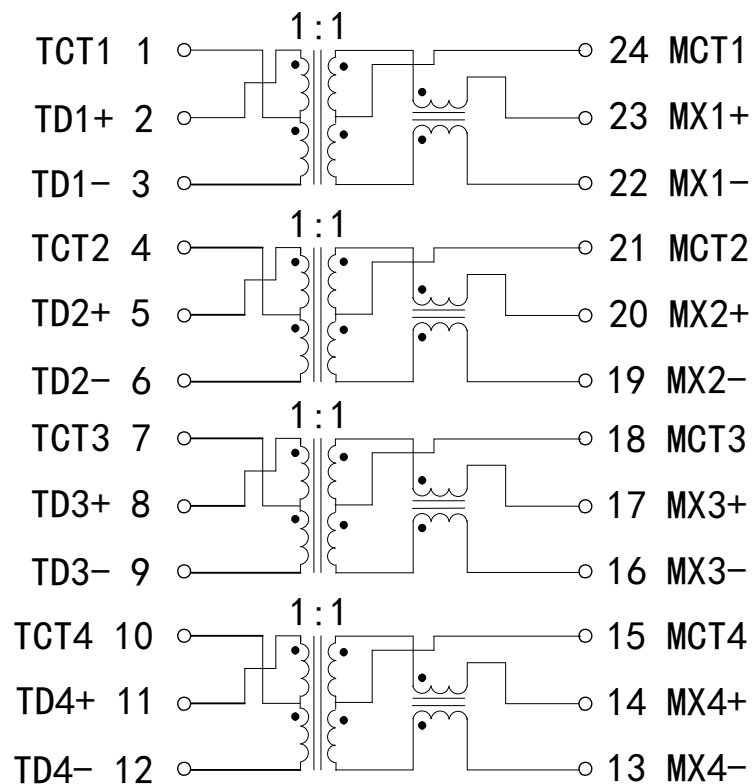 1:1
TCT1 1 24 MCT1
TD1+ 2 23 MX1+
TD1- 3 22 MX1-
1:1
TCT2 4 21 MCT2
TD2+ 5 20 MX2+
TD2- 6 19 MX2-
1:1
TCT3 7 18 MCT3
TD3+ 8 17 MX3+
TD3- 9 16 MX3-
1:1
TCT4 10 15 MCT4
TD4+ 11 14 MX4+
TD4- 12 13 MX4-